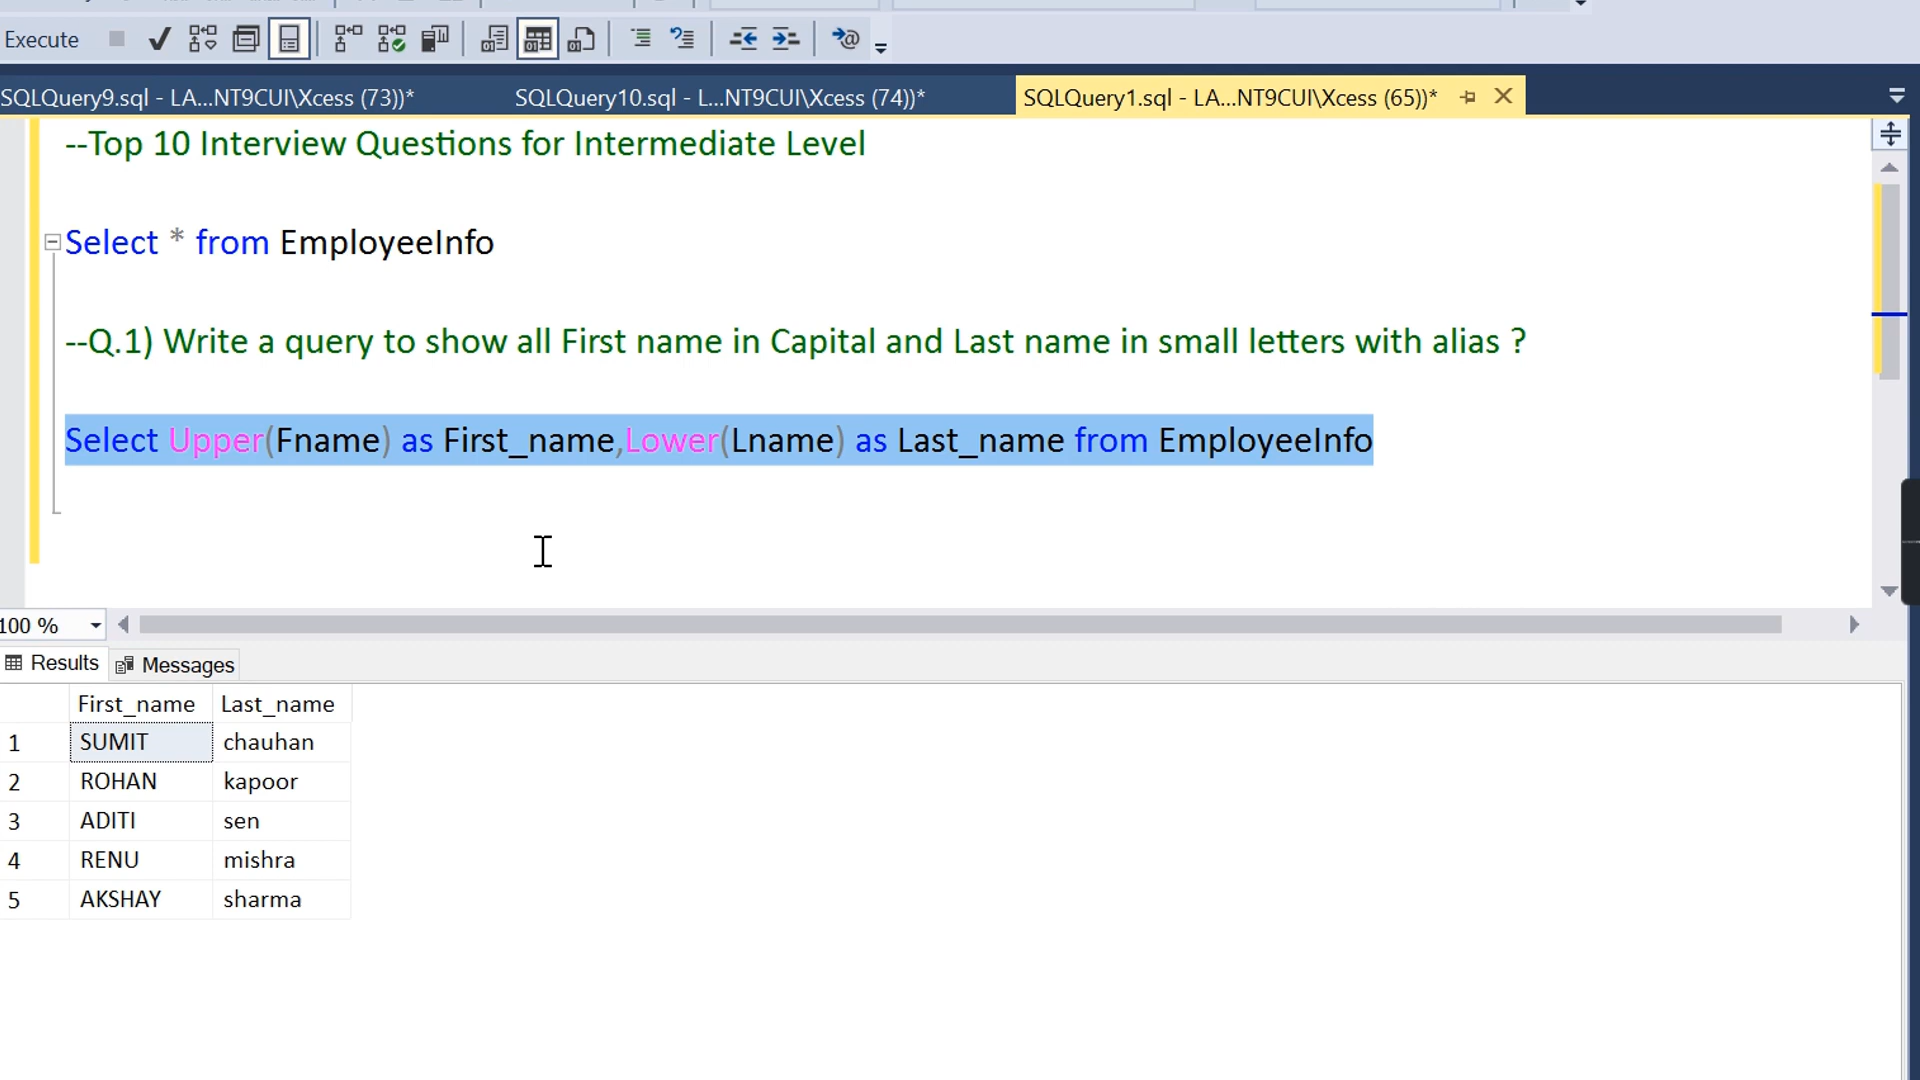 Execute
SQLQuery9.sql - LA...NT9CUI\Xcess (73))*
SQLQuery10.sql - L...NT9CUI\Xcess (74))*
SQLQuery1.sql - LA...NT9CUI\Xcess (65))*
--Top 10 Interview Questions for Intermediate Level
Select * from EmployeeInfo
--Q.1) Write a query to show all First name in Capital and Last name in small letters with alias ?
Select Upper(Fname) as First_name,Lower(Lname) as Last_name from EmployeeInfo
100 %
Results Messages
First_name Last_name
1 SUMIT chauhan
2 ROHAN kapoor
3 ADITI sen
4 RENU mishra
5 AKSHAY sharma